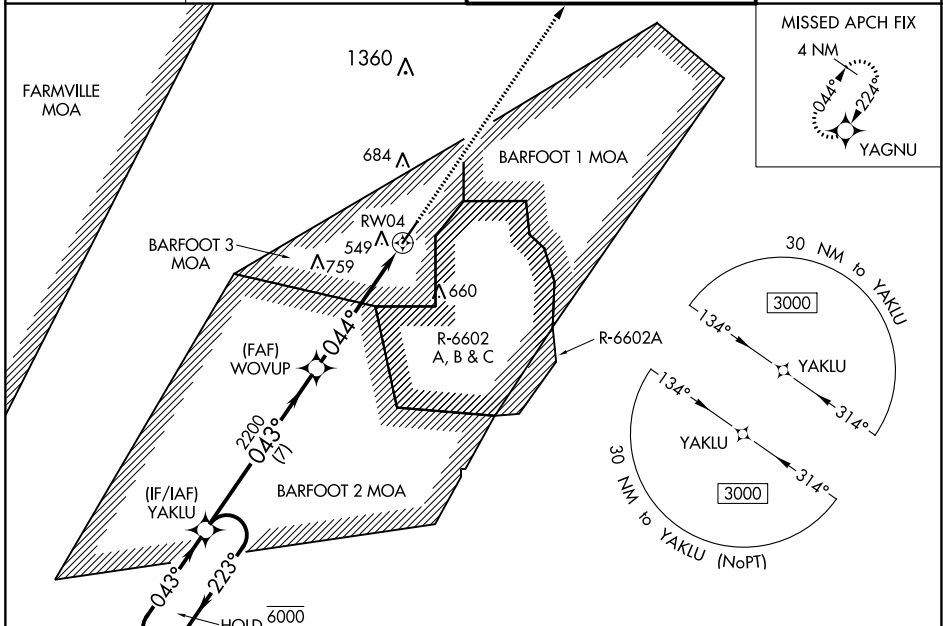 MISSED APCH FIX
4 NM
044°
224°
YAGNU
FARMVILLE
MOA
1360
684
BARFOOT 1 MOA
RW04
549
BARFOOT 3
MOA
759
660
044°
R-6602
A, B & C
R-6602A
(FAF)
WOVUP
2200
043°
(7)
(IF/IAF)
YAKLU
BARFOOT 2 MOA
043°
223°
HOLD 6000
30 NM to YAKLU
3000
134°
YAKLU
314°
134°
YAKLU
314°
3000
30 NM to YAKLU (NoPT)